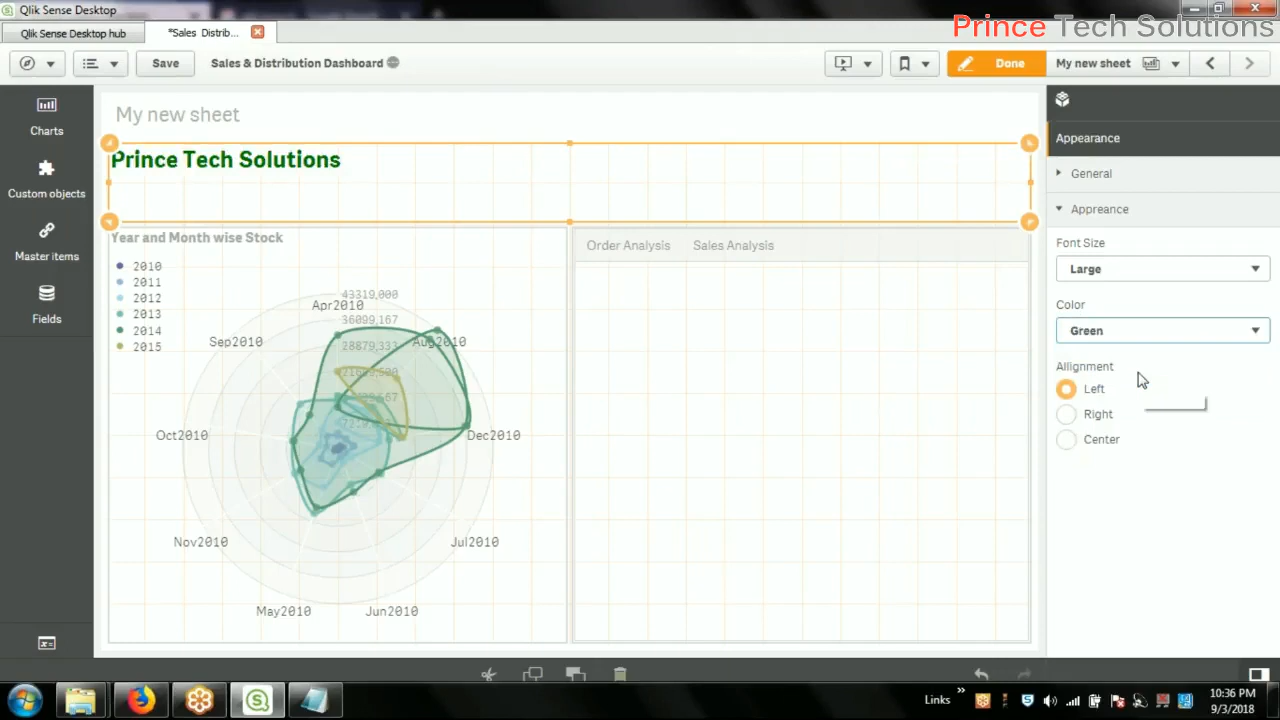 Qlik Sense Desktop
Prince Tech Solutions
Qlik Sense Desktop hub
*Sales Distrib...
Save
Sales & Distribution Dashboard
Done
My new sheet
Charts
Custom objects
Master items
Fields
My new sheet
Prince Tech Solutions
Year and Month wise Stock
2010
2011
2012
2013
2014
2015
43319,000
Apr2010
36099,167
Sep2010
28879,333
Aug2010
Oct2010
Dec2010
Nov2010
Jul2010
May2010
Jun2010
Order Analysis
Sales Analysis
Appearance
General
Appreance
Font Size
Large
Color
Green
Allignment
Left
Right
Center
Links
10:36 PM
9/3/2018